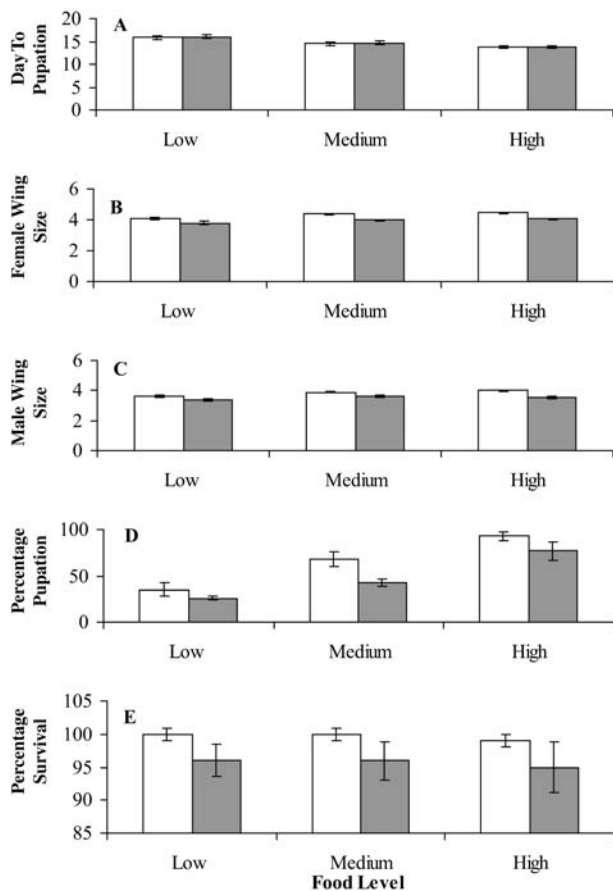 A
Day To
Pupation
20
15
10
5
0
Low Medium High
B
Female Wing
Size
6
4
2
0
Low Medium High
C
Male Wing
Size
6
4
2
0
Low Medium High
D
Percentage
Pupation
100
50
0
Low Medium High
E
Percentage
Survival
105
100
95
90
85
Low Medium High
Food Level